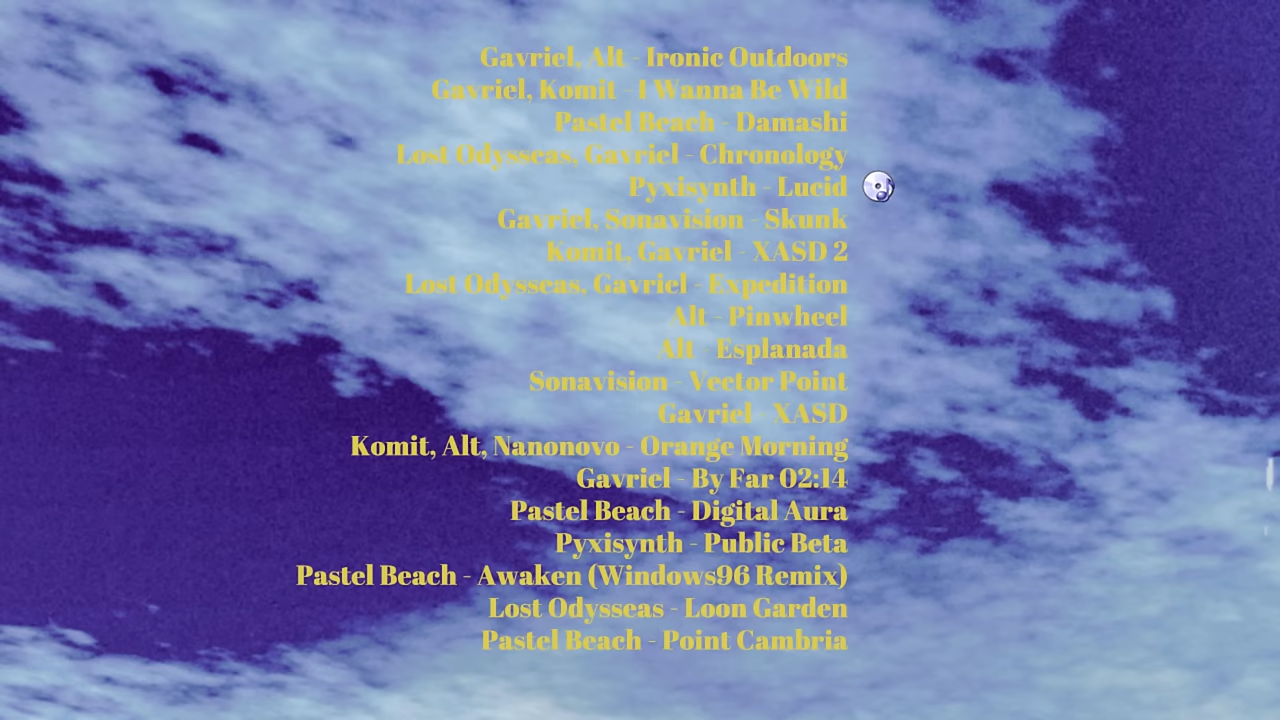 Gavriel, Alt - Ironic Outdoors
Gavriel, Komit - I Wanna Be Wild
Pastel Beach - Damashi
Lost Odysseas, Gavriel - Chronology
Pyxisynth - Lucid
Gavriel, Sonavision - Skunk
Komit, Gavriel - XASD 2
Lost Odysseas, Gavriel - Expedition
Alt - Pinwheel
Alt - Esplanada
Sonavision - Vector Point
Gavriel - XASD
Komit, Alt, Nanonovo - Orange Morning
Gavriel - By Far 02:14
Pastel Beach - Digital Aura
Pyxisynth - Public Beta
Pastel Beach - Awaken (Windows96 Remix)
Lost Odysseas - Loon Garden
Pastel Beach - Point Cambria